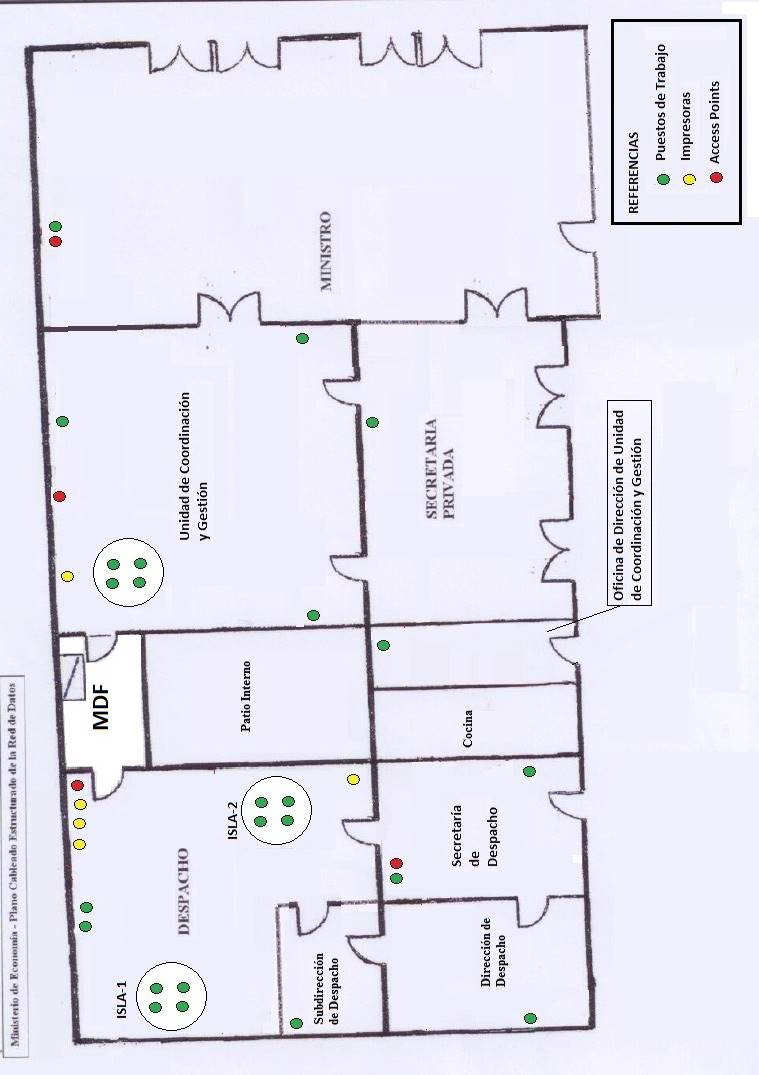 Ministerio de Economia - Plano Cableado Estructurado de la Red de Datos
REFERENCIAS
Puestos de Trabajo
Impresoras
Access Points
MINISTRO
Unidad de Coordinación
y Gestión
SECRETARIA
PRIVADA
Oficina de Dirección de Unidad
de Coordinación y Gestión
MDF
Patio Interno
Cocina
DESPACHO
ISLA-2
ISLA-1
Secretaría
de
Despacho
Subdirección
de Despacho
Dirección de
Despacho